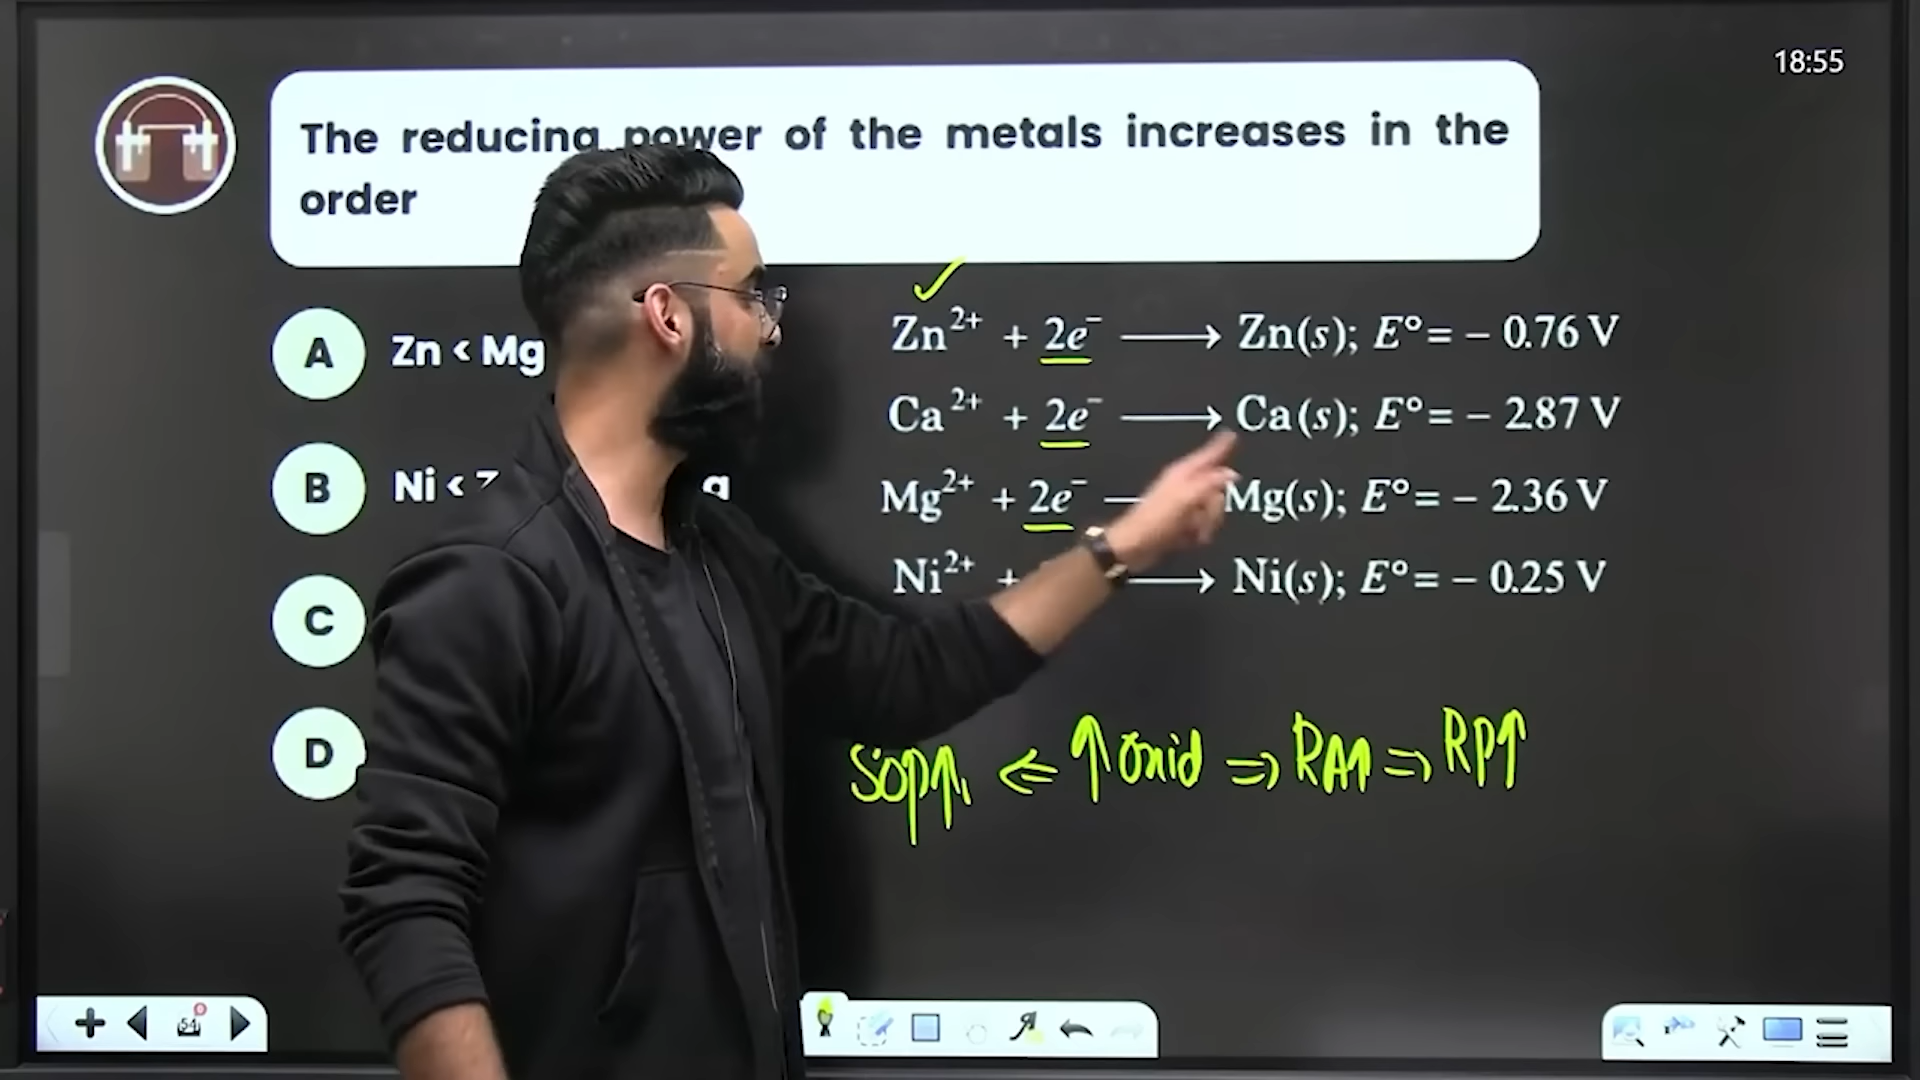 18:55
The reducing power of the metals increases in the
order
A Zn < Mg
B Ni <
C
D
Zn²⁺ + 2e⁻ ⟶ Zn(s); E° = – 0.76 V
Ca²⁺ + 2e⁻ ⟶ Ca(s); E° = – 2.87 V
Mg²⁺ + 2e⁻ Mg(s); E° = – 2.36 V
Ni²⁺ + ⟶ Ni(s); E° = – 0.25 V
SOP↑ ⇐ ↑ Oxid ⇒ RA↑ ⇒ RP↑
54